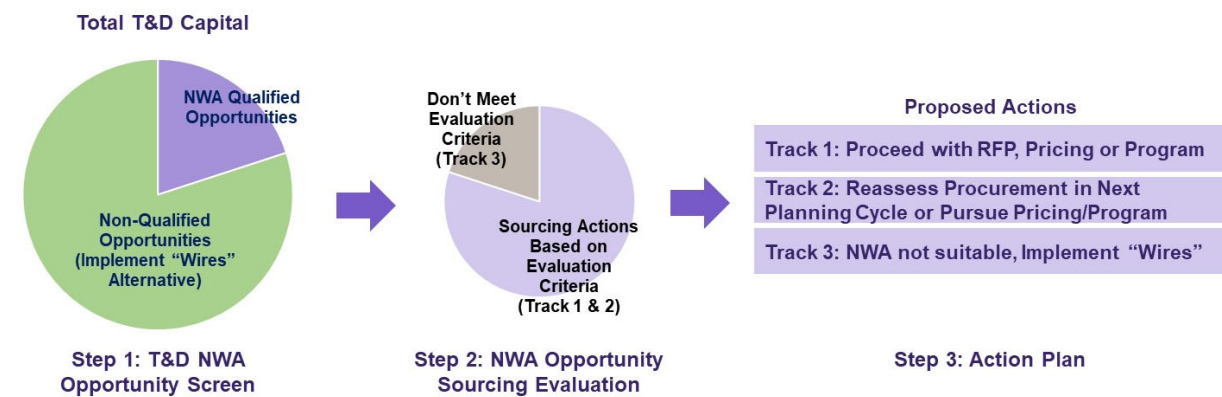 Total T&D Capital
NWA Qualified
Opportunities
Non-Qualified
Opportunities
(Implement “Wires”
Alternative)
Step 1: T&D NWA
Opportunity Screen
Don’t Meet
Evaluation
Criteria
(Track 3)
Sourcing Actions
Based on
Evaluation
Criteria
(Track 1 & 2)
Step 2: NWA Opportunity
Sourcing Evaluation
Proposed Actions
Track 1: Proceed with RFP, Pricing or Program
Track 2: Reassess Procurement in Next
Planning Cycle or Pursue Pricing/Program
Track 3: NWA not suitable, Implement “Wires”
Step 3: Action Plan